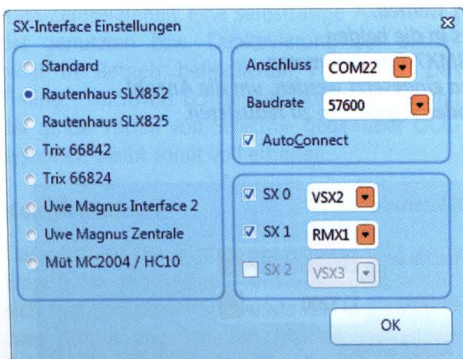 SX-Interface Einstellungen
Standard
Rautenhaus SLX852
Rautenhaus SLX825
Trix 66842
Trix 66824
Uwe Magnus Interface 2
Uwe Magnus Zentrale
Müt MC2004 / HC10
Anschluss COM22
Baudrate 57600
AutoConnect
SX 0 VSX2
SX 1 RMX1
SX 2 VSX3
OK